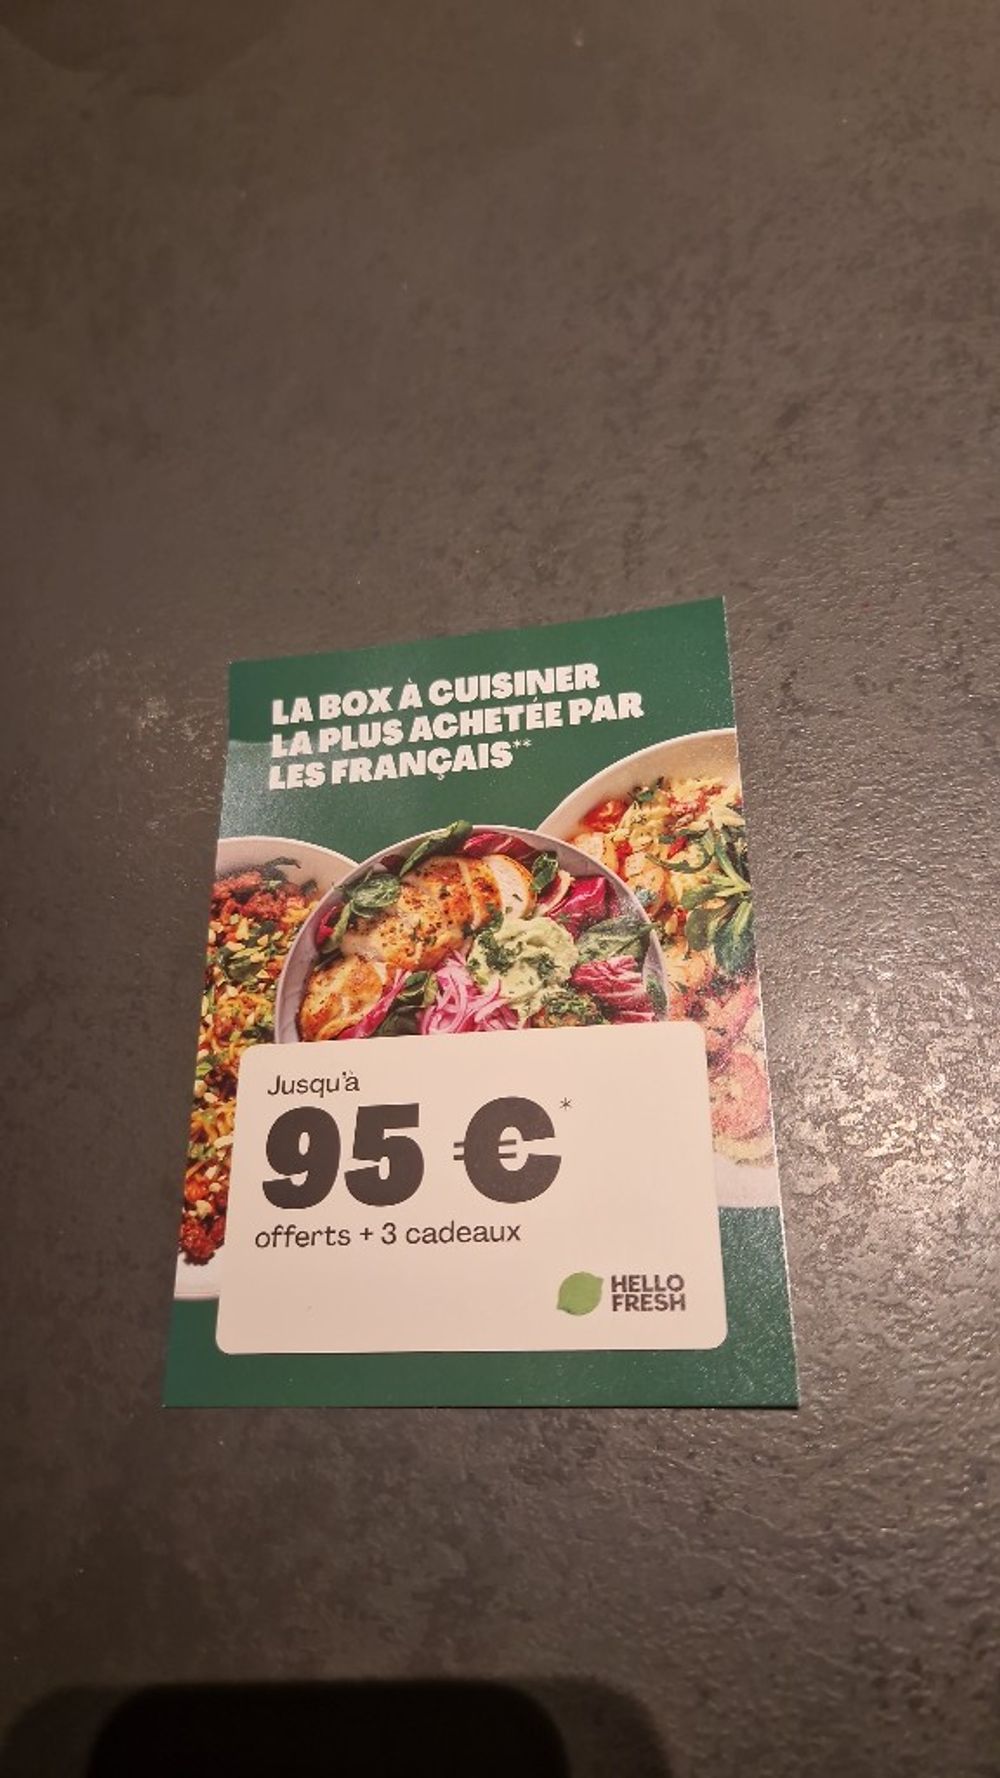 LA BOX À CUISINER
LA PLUS ACHETÉE PAR
LES FRANÇAIS**
Jusqu'à
95 €*
offerts + 3 cadeaux
HELLO
FRESH